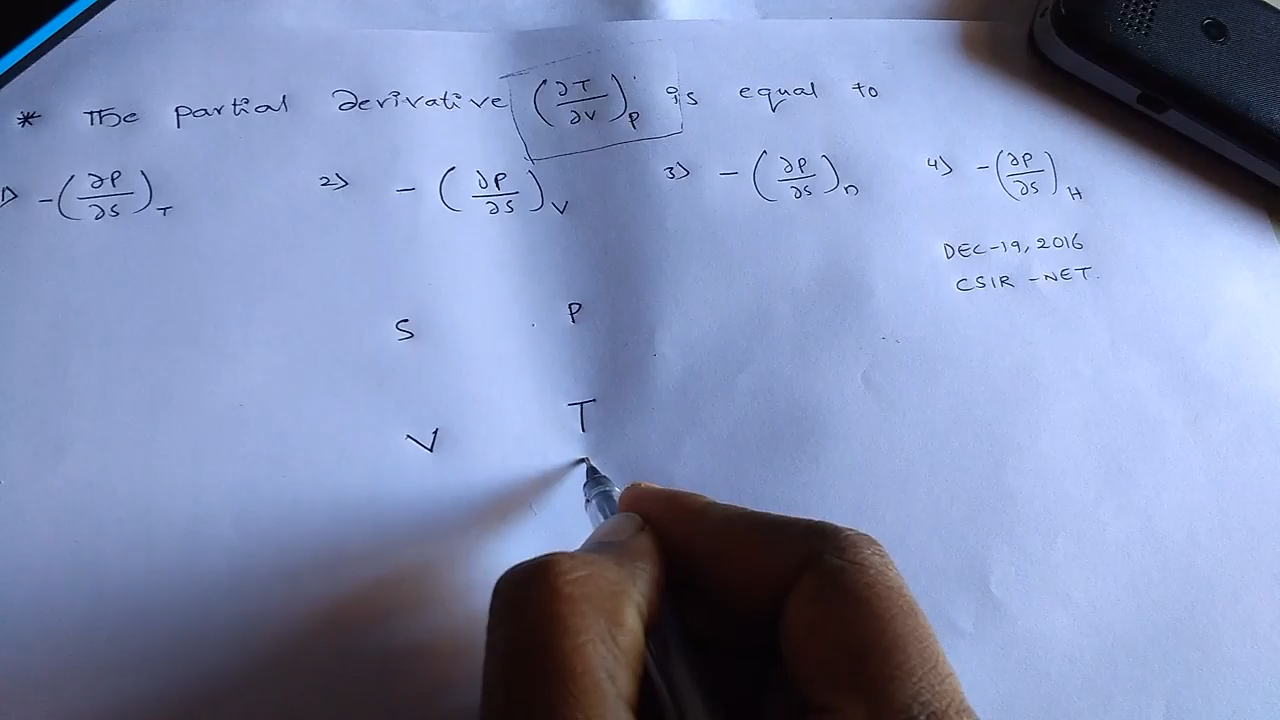 * The partial derivative (∂T/∂V)_P is equal to
1) -(∂P/∂S)_T 2) -(∂P/∂S)_V 3) -(∂P/∂S)_n 4) -(∂P/∂S)_H
DEC-19, 2016
CSIR -NET.
S P
V T